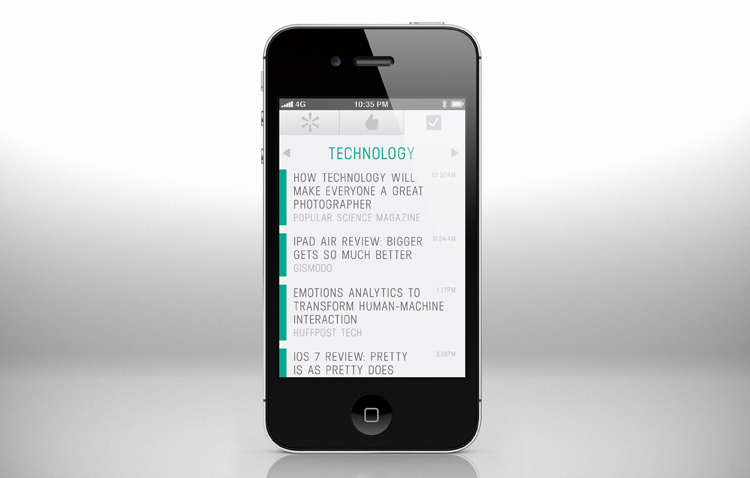 4G 10:35 PM
TECHNOLOGY
HOW TECHNOLOGY WILL 10:32AM
MAKE EVERYONE A GREAT
PHOTOGRAPHER
POPULAR SCIENCE MAGAZINE
IPAD AIR REVIEW: BIGGER
GETS SO MUCH BETTER
GISMODO
EMOTIONS ANALYTICS TO 1:17PM
TRANSFORM HUMAN-MACHINE
INTERACTION
HUFFPOST TECH
IOS 7 REVIEW: PRETTY 3:19PM
IS AS PRETTY DOES